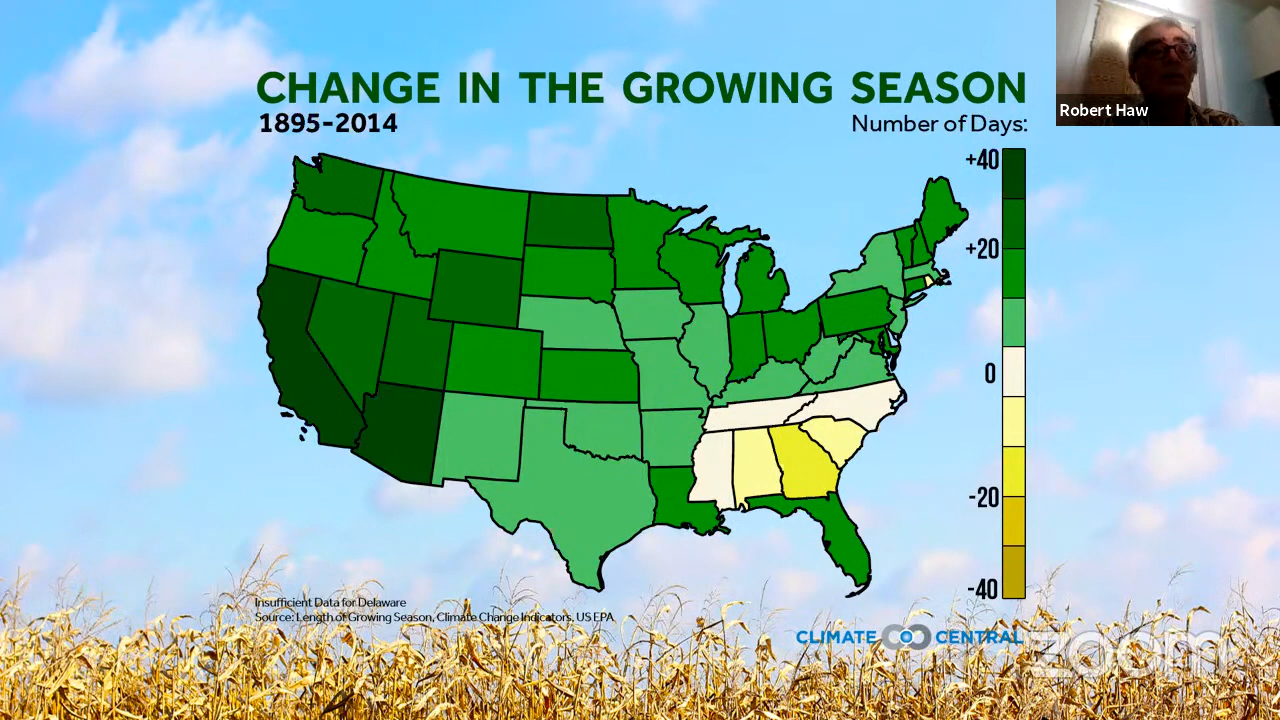 CHANGE IN THE GROWING SEASON
1895-2014
Number of Days:
+40
+20
0
-20
-40
Insufficient Data for Delaware
Source: Length of Growing Season, Climate Change Indicators, US EPA
CLIMATE CENTRAL
zoom
Robert Haw